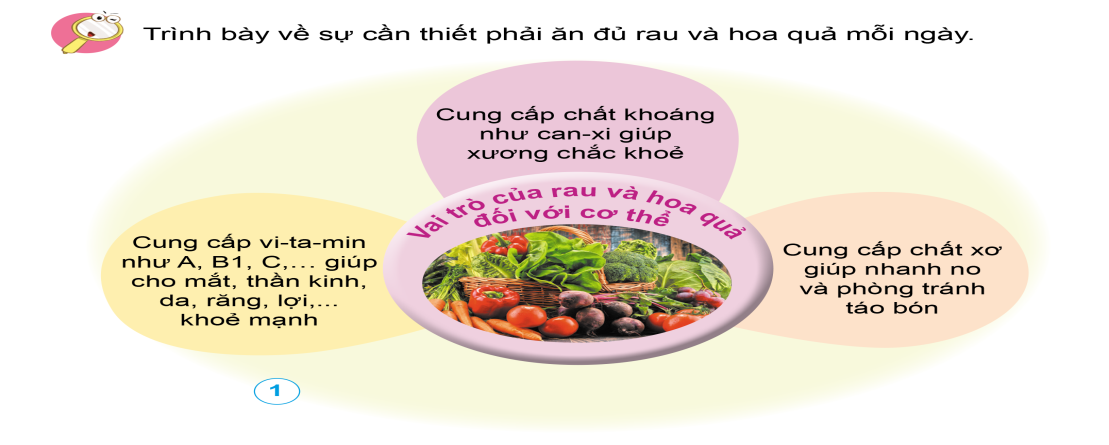 Trình bày về sự cần thiết phải ăn đủ rau và hoa quả mỗi ngày.
Cung cấp chất khoáng
như can-xi giúp
xương chắc khoẻ
Vai trò của rau và hoa quả
đối với cơ thể
Cung cấp vi-ta-min
như A, B1, C,... giúp
cho mắt, thần kinh,
da, răng, lợi,...
khoẻ mạnh
Cung cấp chất xơ
giúp nhanh no
và phòng tránh
táo bón
1